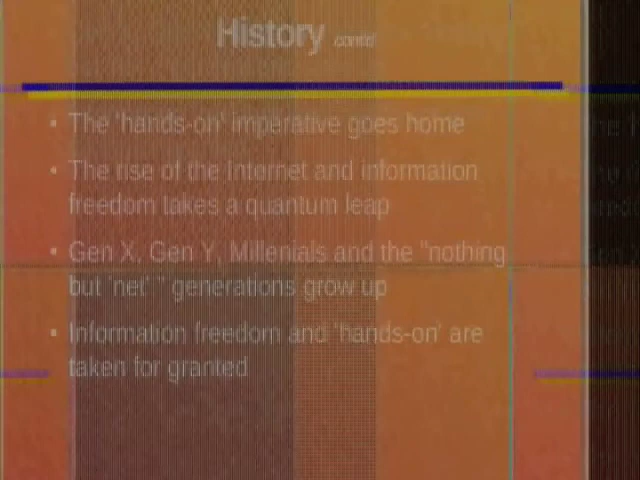 History contd
• The 'hands-on' imperative goes home
• The rise of the Internet and information
freedom takes a quantum leap
• Gen X, Gen Y, Millenials and the "nothing
but 'net' " generations grow up
• Information freedom and 'hands-on' are
taken for granted